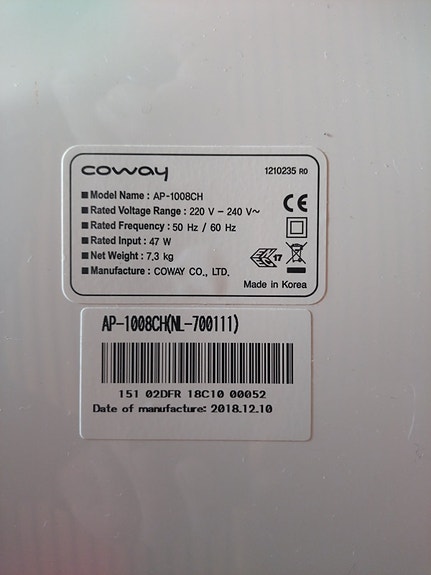 coway
1210235 R0
■ Model Name : AP-1008CH
■ Rated Voltage Range : 220 V – 240 V~
■ Rated Frequency : 50 Hz / 60 Hz
■ Rated Input : 47 W
■ Net Weight : 7,3 kg
■ Manufacture : COWAY CO., LTD.
CE
17
Made in Korea
AP-1008CH(NL-700111)
151 02DFR 18C10 00052
Date of manufacture: 2018.12.10